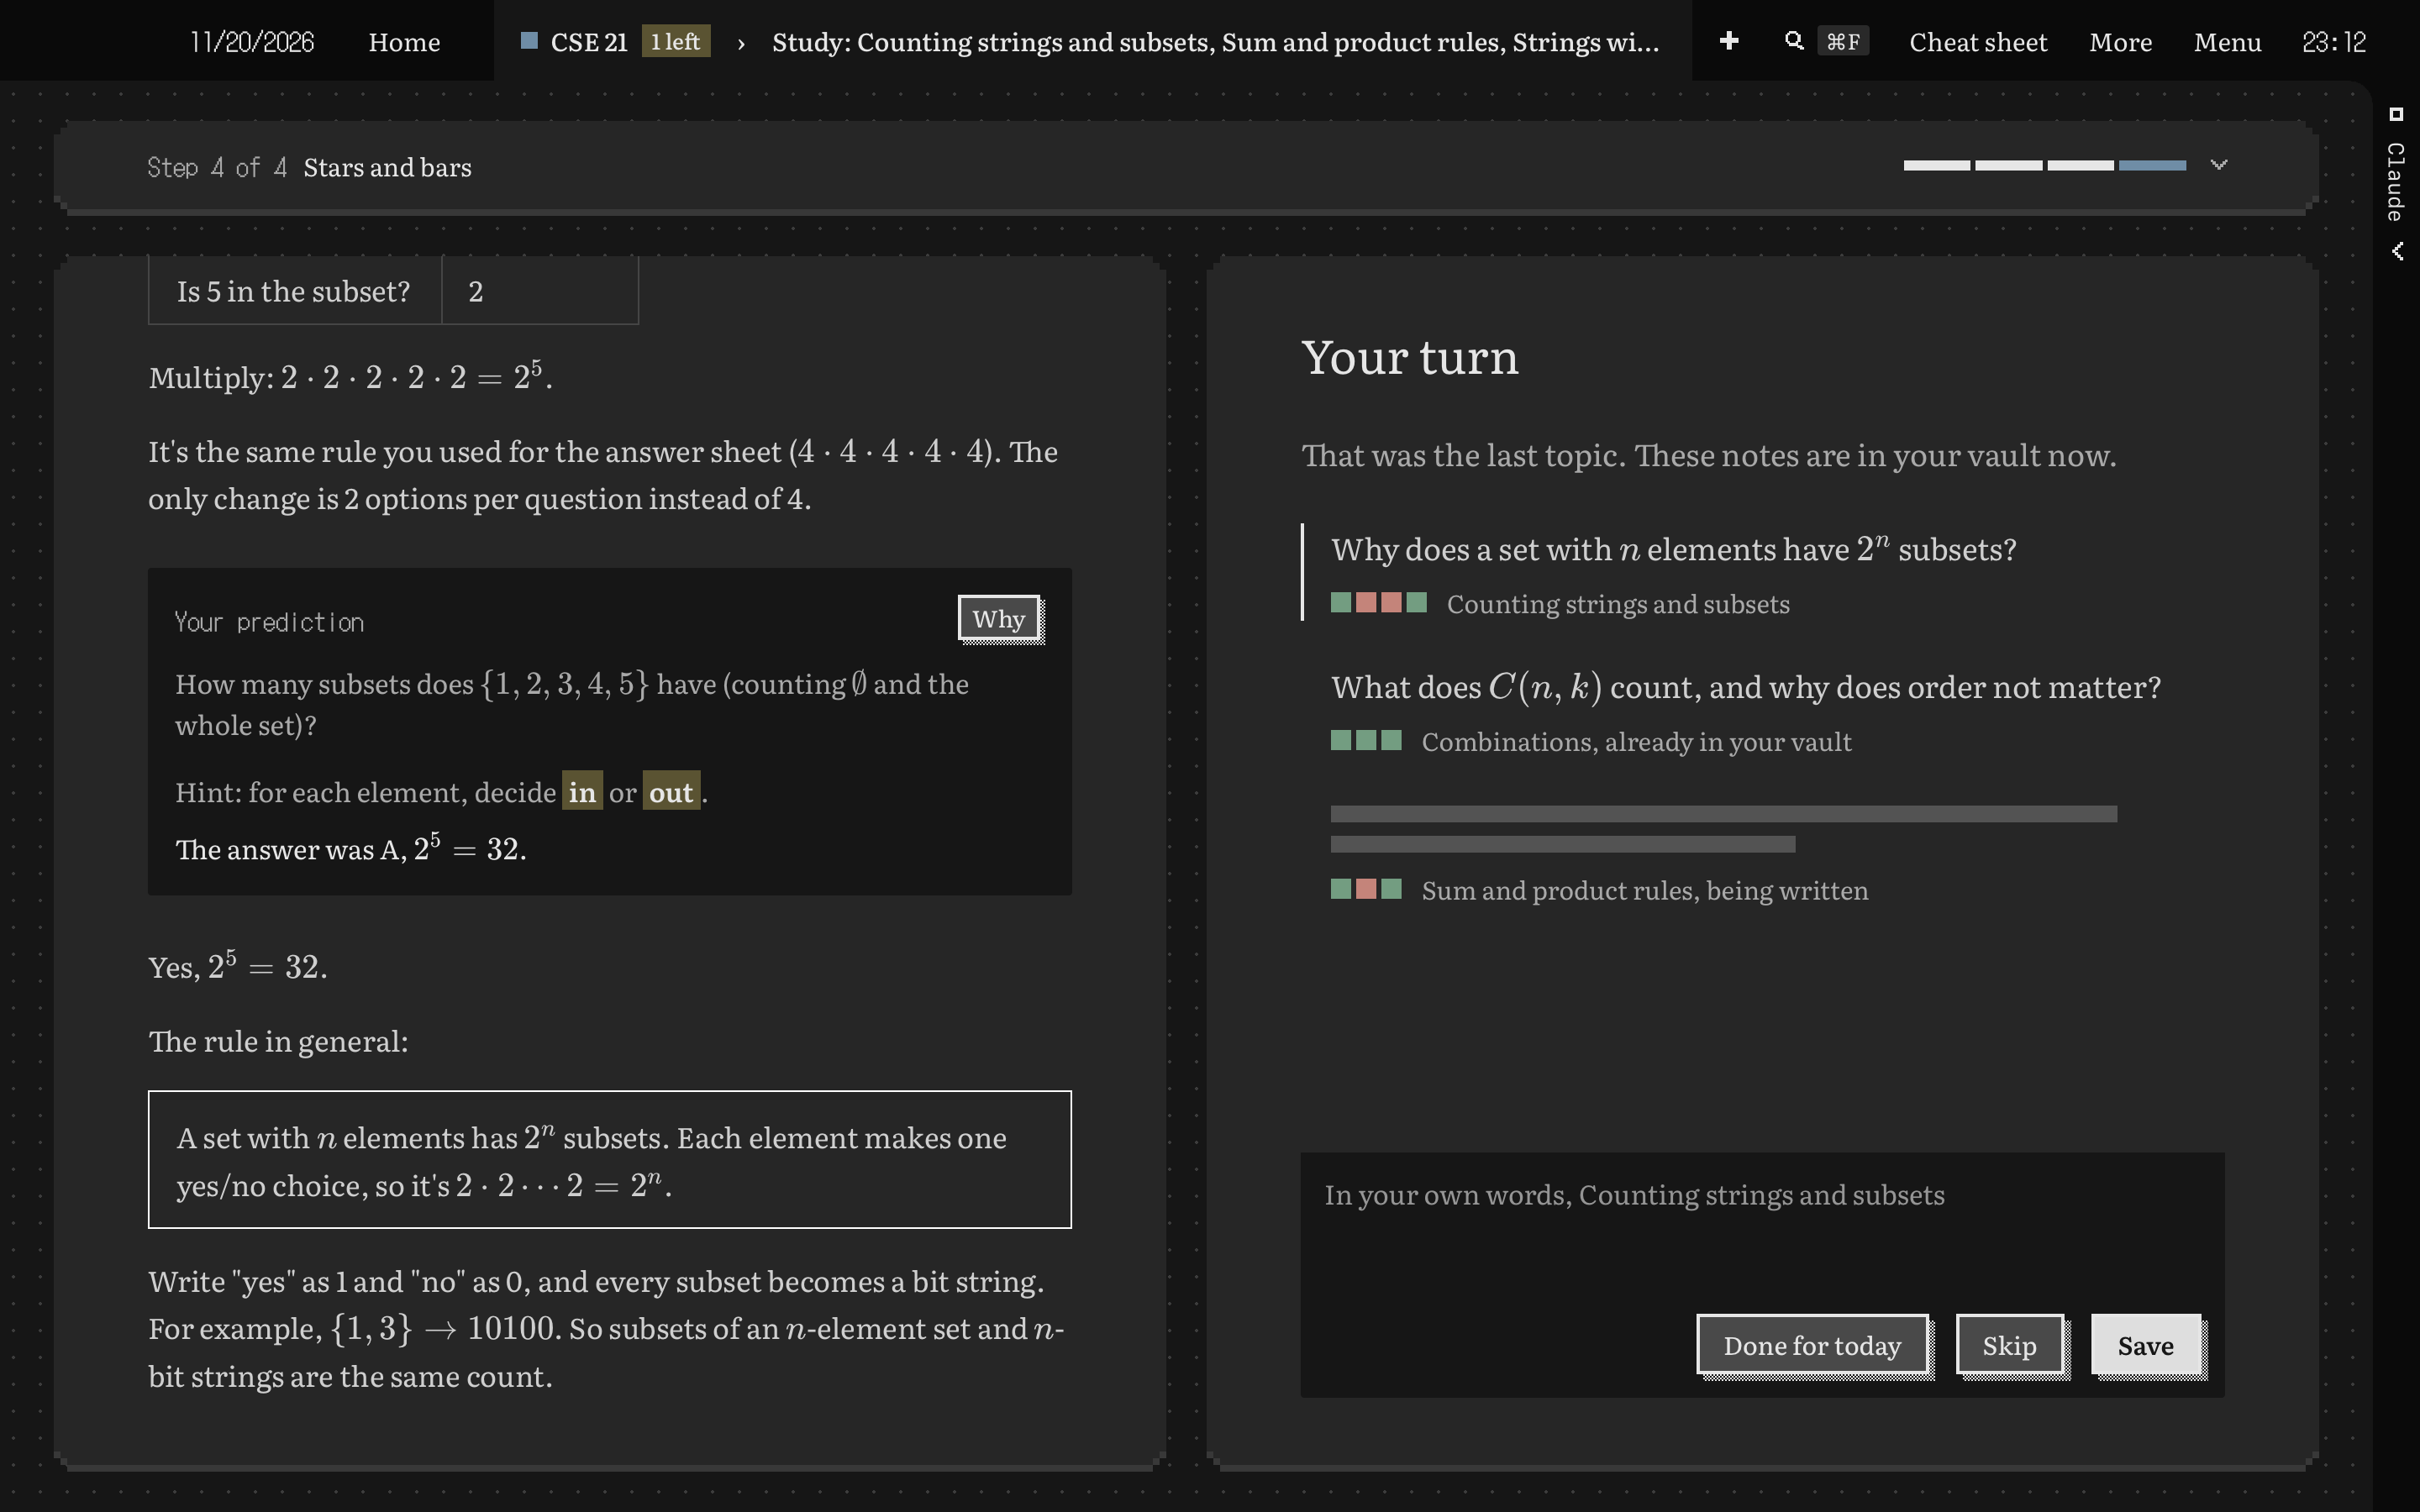 11/20/2026 Home CSE 21 1 left › Study: Counting strings and subsets, Sum and product rules, Strings wi... ⌘F Cheat sheet More Menu 23:12
Claude
Step 4 of 4 Stars and bars
Is 5 in the subset? 2
Multiply: 2 · 2 · 2 · 2 · 2 = 2⁵.
It's the same rule you used for the answer sheet (4 · 4 · 4 · 4 · 4). The
only change is 2 options per question instead of 4.
Your prediction Why
How many subsets does {1, 2, 3, 4, 5} have (counting ∅ and the
whole set)?
Hint: for each element, decide in or out.
The answer was A, 2⁵ = 32.
Yes, 2⁵ = 32.
The rule in general:
A set with n elements has 2ⁿ subsets. Each element makes one
yes/no choice, so it's 2 · 2 ··· 2 = 2ⁿ.
Write "yes" as 1 and "no" as 0, and every subset becomes a bit string.
For example, {1, 3} → 10100. So subsets of an n-element set and n-
bit strings are the same count.
Your turn
That was the last topic. These notes are in your vault now.
Why does a set with n elements have 2ⁿ subsets?
Counting strings and subsets
What does C(n, k) count, and why does order not matter?
Combinations, already in your vault
Sum and product rules, being written
In your own words, Counting strings and subsets
Done for today Skip Save